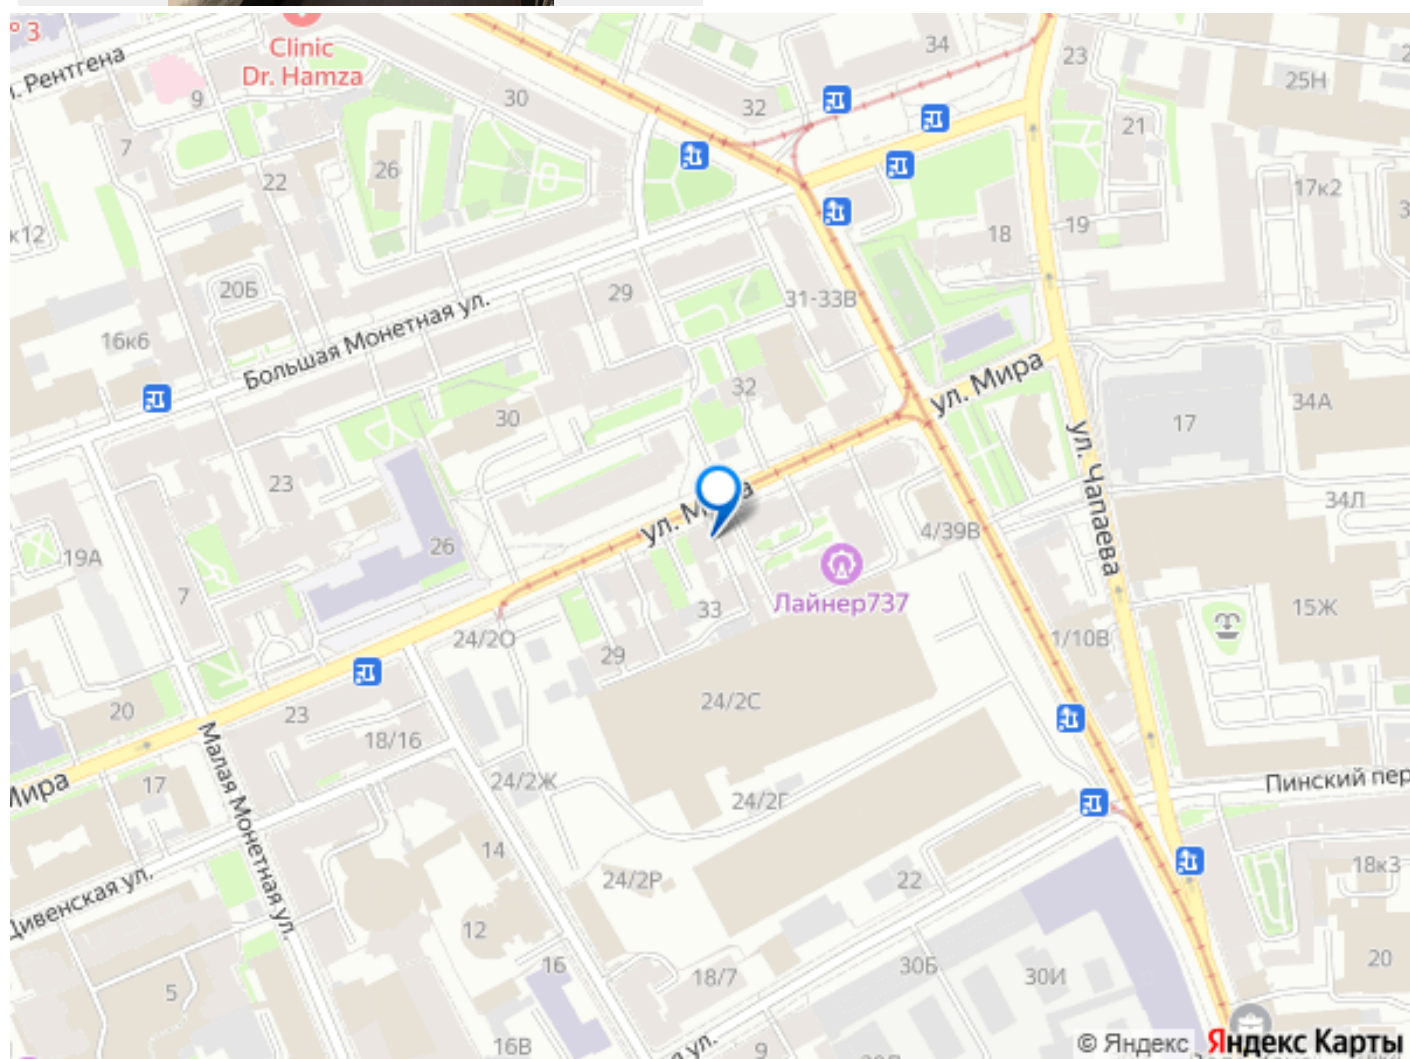 № 3
Clinic
Dr. Hamza
34
23
25Н
Рентгена
9
30
32
21
7
26
22
17к2
к12
18
19
20Б
29
31-33В
16к6
Большая Монетная ул.
32
ул. Мира
30
17
34А
23
ул. Чапаева
34Л
ул. Мира
26
4/39В
19А
7
Лайнер737
33
15Ж
24/2О
1/10В
29
20
23
24/2С
18/16
Мира
17
24/2Ж
24/2Г
Пинский пер
Малая Монетная ул.
14
24/2Р
22
18к3
Дивенская ул.
12
16
18/7
30Б
30И
20
5
16В
ул.
9
© Яндекс Яндекс Карты